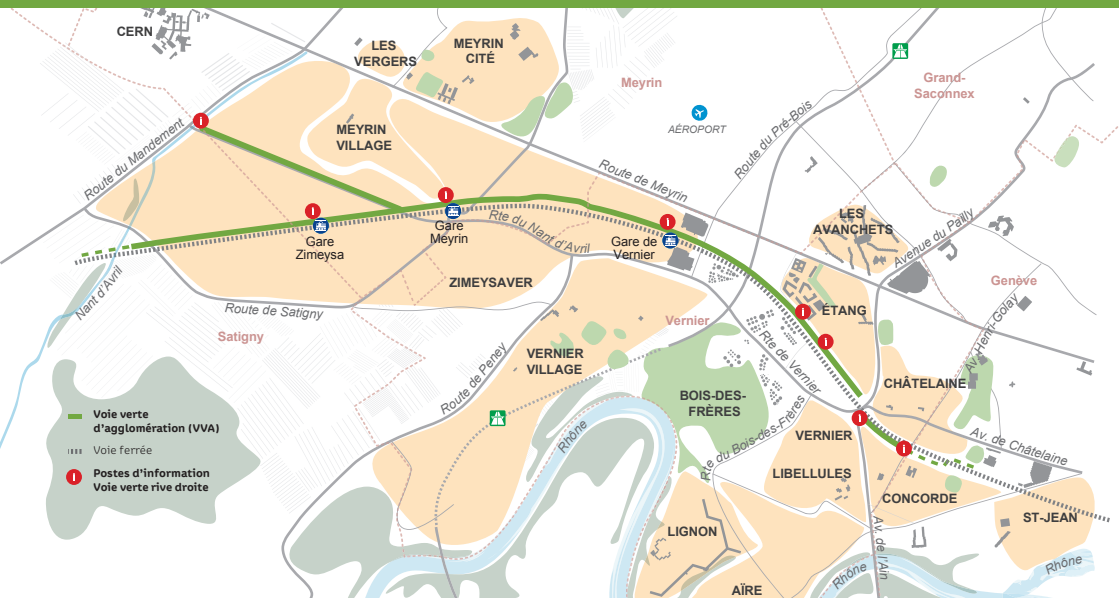 CERN
LES
VERGERS
MEYRIN
CITÉ
Meyrin
Grand-
Saconnex
AÉROPORT
Route du Pré-Bois
Route du Mandement
MEYRIN
VILLAGE
Route de Meyrin
Gare
Zimeysa
Gare
Meyrin
Rte du Nant d'Avril
Gare de
Vernier
LES
AVANCHETS
Avenue du Pailly
Nant d'Avril
ZIMEYSAVER
Route de Satigny
Satigny
Vernier
ÉTANG
Genève
Av. Henri-Golay
Route de Peney
VERNIER
VILLAGE
Rte de Vernier
CHÂTELAINE
BOIS-DES-
FRÈRES
Rte du Bois-des-Frères
Rhône
VERNIER
Av. de Châtelaine
LIBELLULES
CONCORDE
ST-JEAN
LIGNON
Av. de l'Ain
AÏRE
Rhône
Rhône
Voie verte
d'agglomération (VVA)
Voie ferrée
Postes d'information
Voie verte rive droite